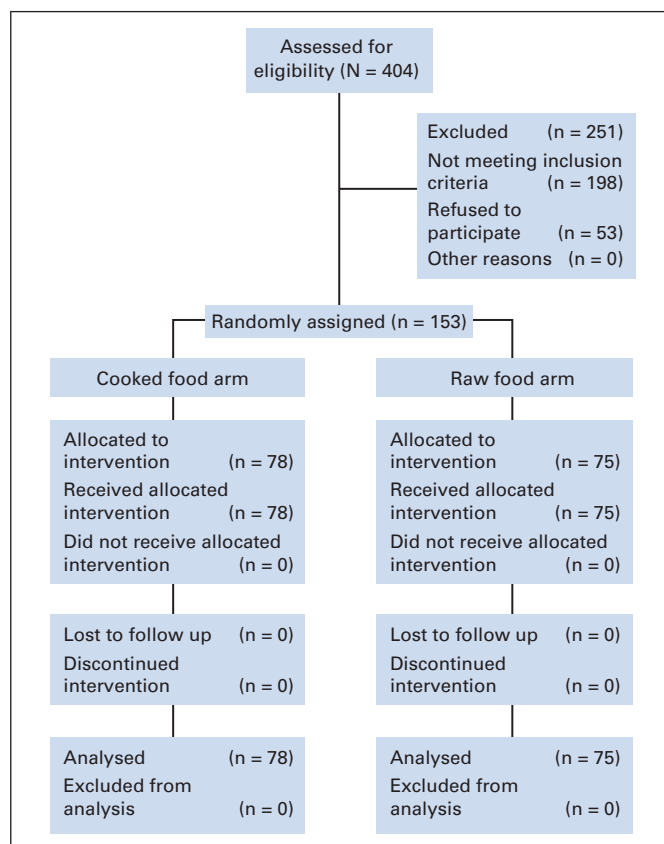 Assessed for
eligibility (N = 404)
Excluded (n = 251)
Not meeting inclusion
criteria (n = 198)
Refused to
participate (n = 53)
Other reasons (n = 0)
Randomly assigned (n = 153)
Cooked food arm
Allocated to
intervention (n = 78)
Received allocated
intervention (n = 78)
Did not receive allocated
intervention (n = 0)
Lost to follow up (n = 0)
Discontinued
intervention (n = 0)
Analysed (n = 78)
Excluded from
analysis (n = 0)
Raw food arm
Allocated to
intervention (n = 75)
Received allocated
intervention (n = 75)
Did not receive allocated
intervention (n = 0)
Lost to follow up (n = 0)
Discontinued
intervention (n = 0)
Analysed (n = 75)
Excluded from
analysis (n = 0)